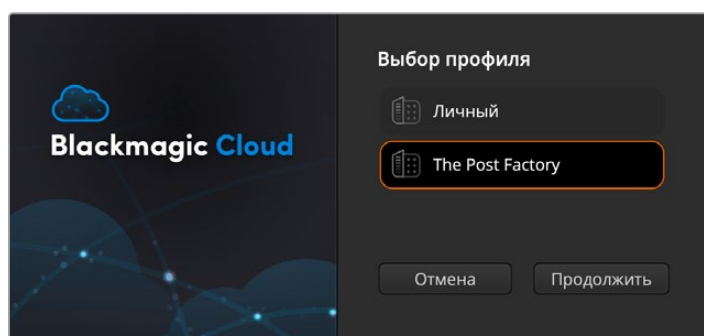 Blackmagic Cloud
Выбор профиля
Личный
The Post Factory
Отмена
Продолжить